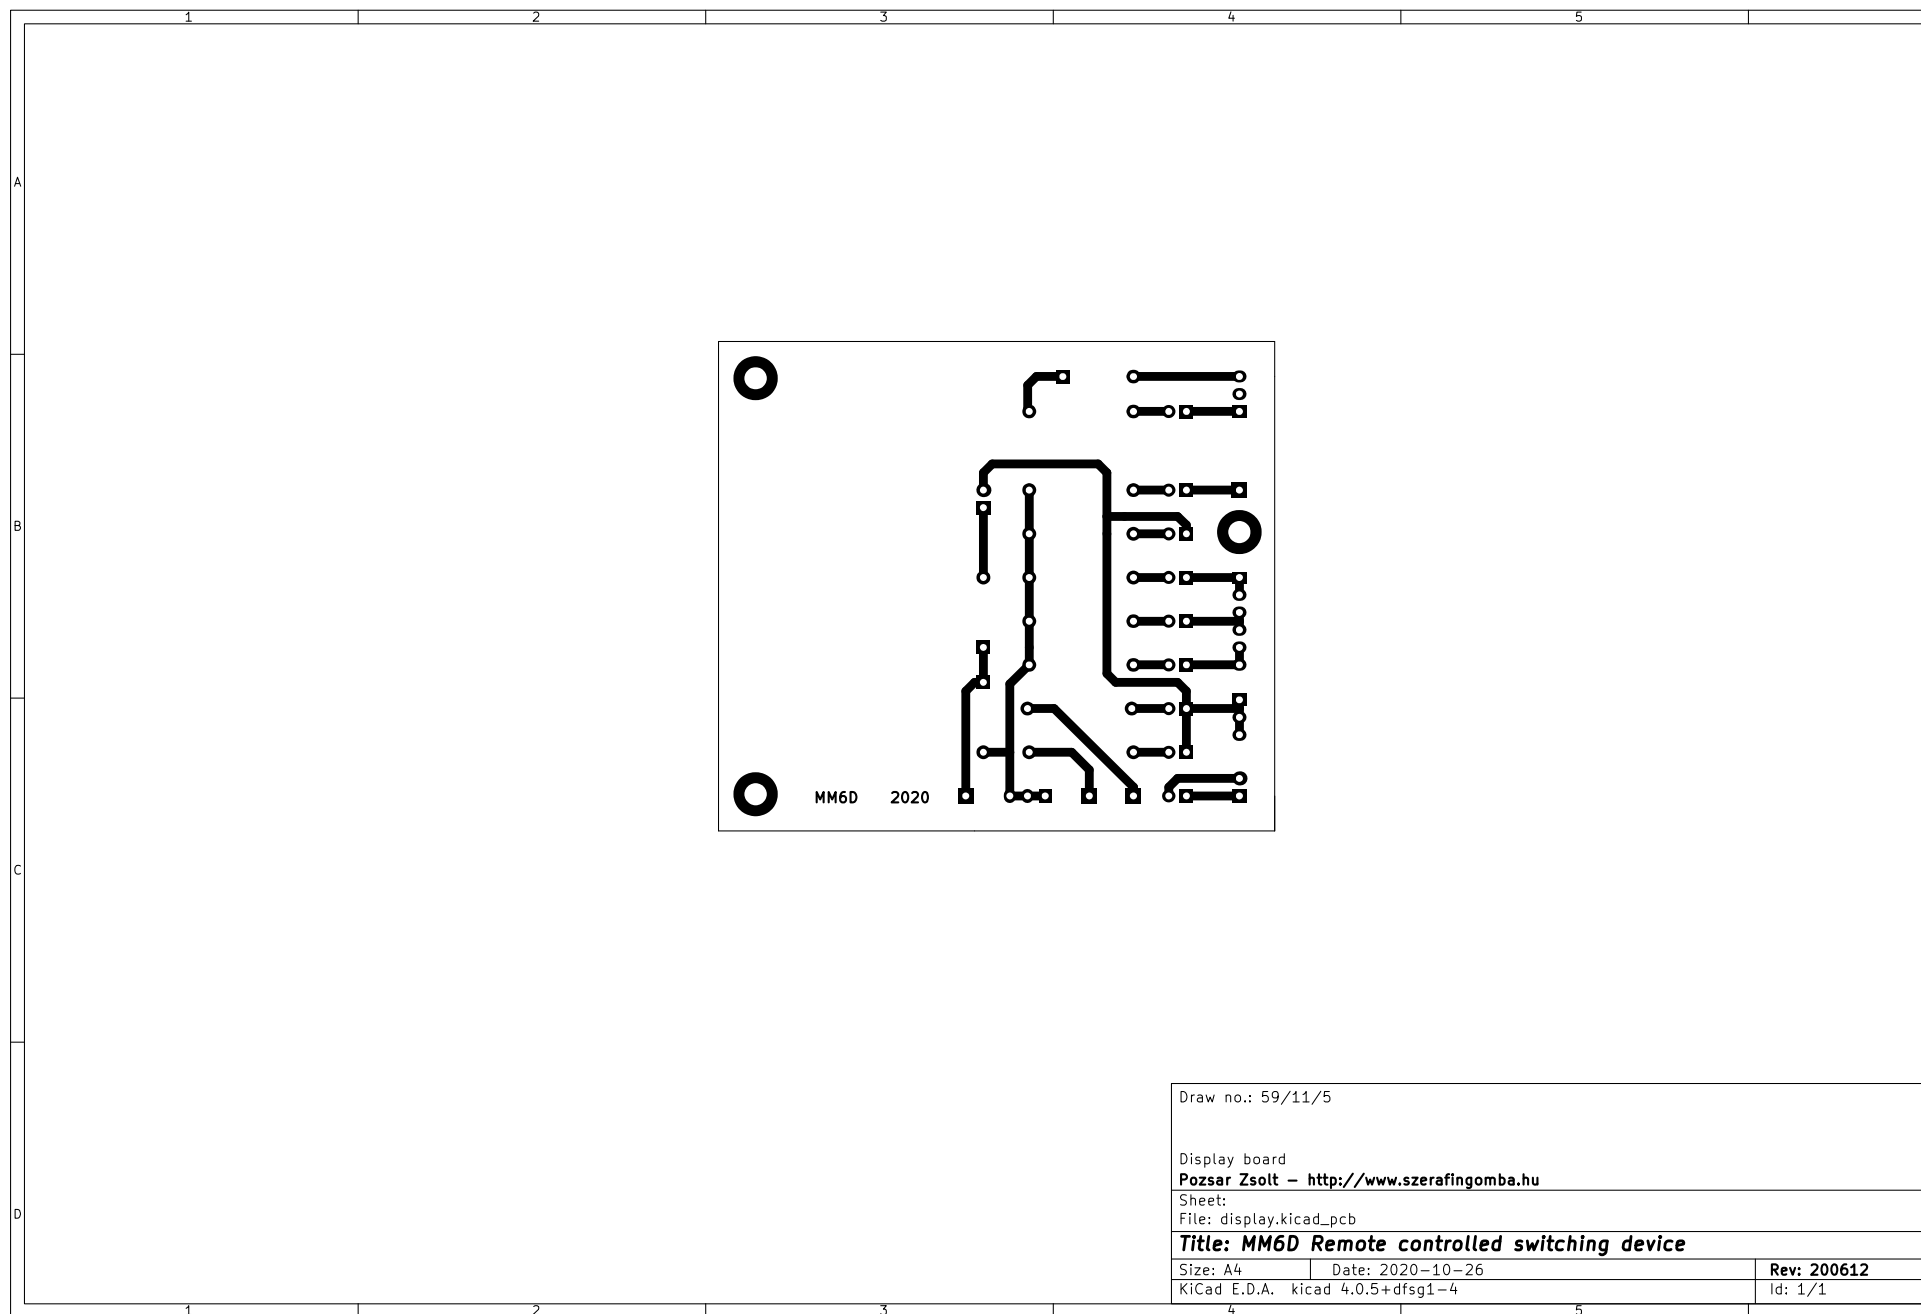 1 2 3 4 5
A
B
MM6D 2020
C
Draw no.: 59/11/5
Display board
Pozsar Zsolt – http://www.szerafingomba.hu
Sheet:
D
File: display.kicad_pcb
Title: MM6D Remote controlled switching device
Size: A4 Date: 2020–10–26 Rev: 200612
KiCad E.D.A. kicad 4.0.5+dfsg1–4 Id: 1/1
1 2 3 4 5